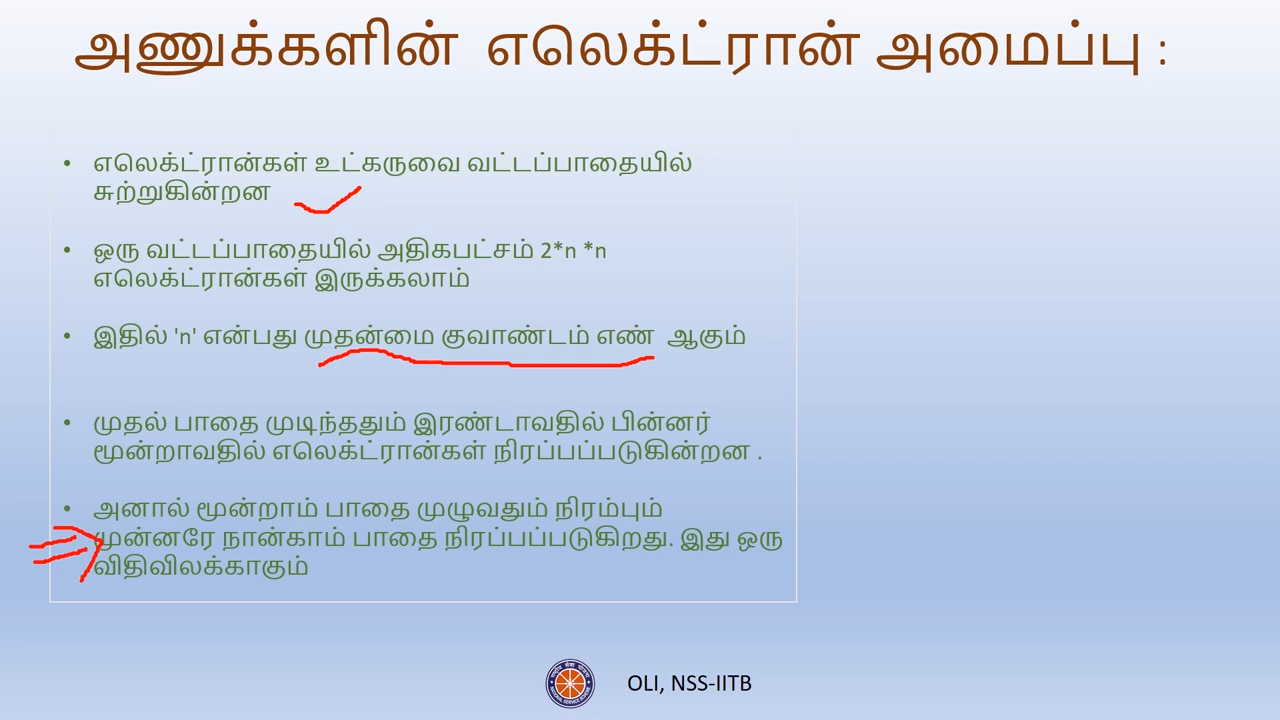 அணுக்களின் எலெக்ட்ரான் அமைப்பு :
• எலெக்ட்ரான்கள் உட்கருவை வட்டப்பாதையில்
சுற்றுகின்றன
• ஒரு வட்டப்பாதையில் அதிகபட்சம் 2*n *n
எலெக்ட்ரான்கள் இருக்கலாம்
• இதில் 'n' என்பது முதன்மை குவாண்டம் எண் ஆகும்
• முதல் பாதை முடிந்ததும் இரண்டாவதில் பின்னர்
மூன்றாவதில் எலெக்ட்ரான்கள் நிரப்பப்படுகின்றன .
• அனால் மூன்றாம் பாதை முழுவதும் நிரம்பும்
முன்னரே நான்காம் பாதை நிரப்பப்படுகிறது. இது ஒரு
விதிவிலக்காகும்
OLI, NSS-IITB